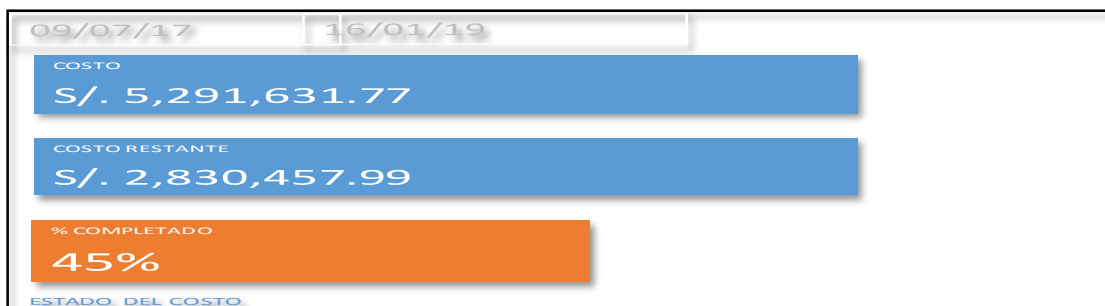 09/07/17 16/01/19
COSTO
S/. 5,291,631.77
COSTO RESTANTE
S/. 2,830,457.99
% COMPLETADO
45%
ESTADO DEL COSTO